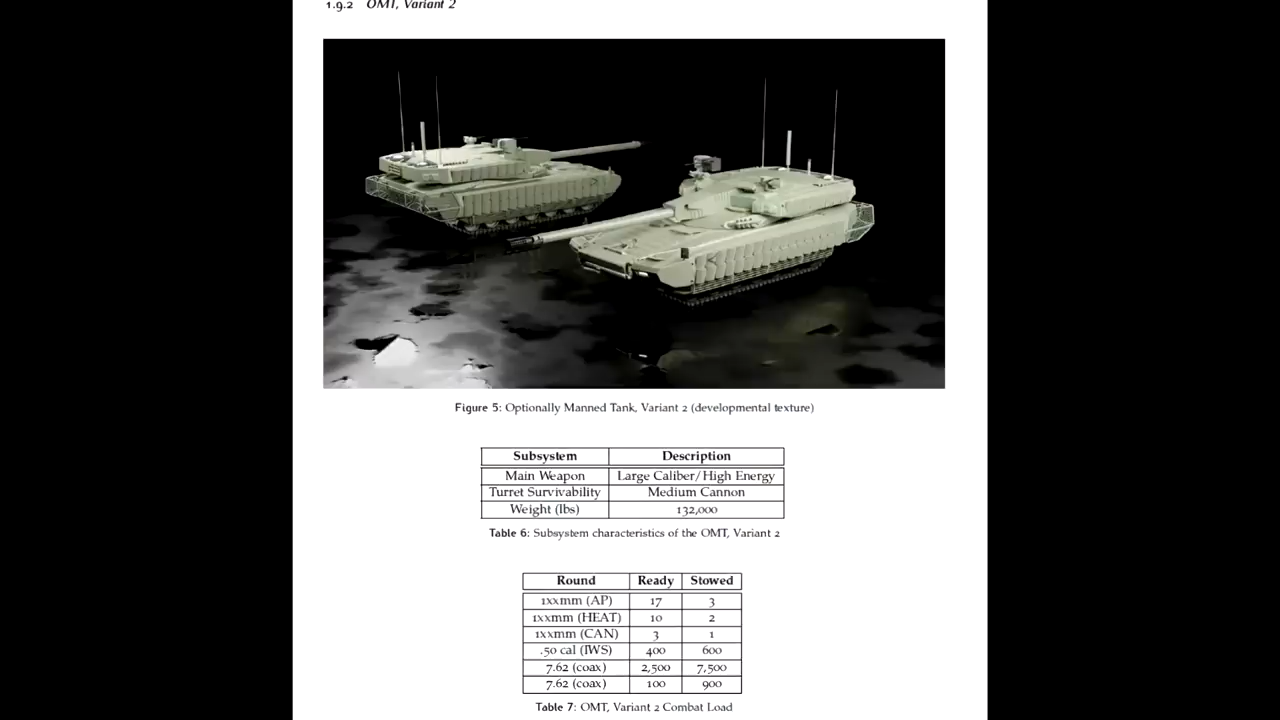 1.9.2 OMT, Variant 2
Figure 5: Optionally Manned Tank, Variant 2 (developmental texture)
Subsystem Description
Main Weapon Large Caliber/High Energy
Turret Survivability Medium Cannon
Weight (lbs) 132,000
Table 6: Subsystem characteristics of the OMT, Variant 2
Round Ready Stowed
1xxmm (AP) 17 3
1xxmm (HEAT) 10 2
1xxmm (CAN) 3 1
.50 cal (IWS) 400 600
7.62 (coax) 2,500 7,500
7.62 (coax) 100 900
Table 7: OMT, Variant 2 Combat Load